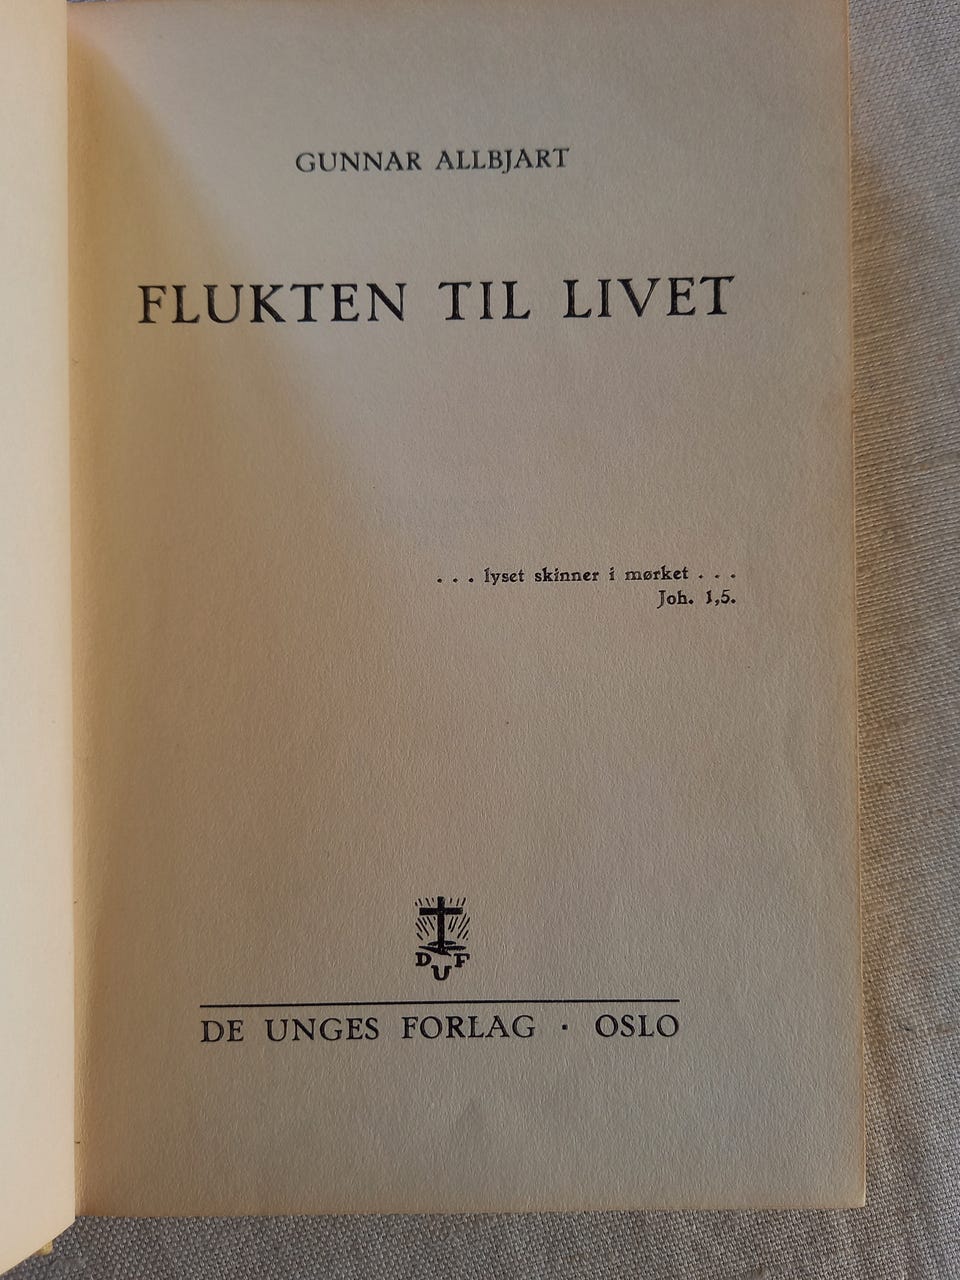 GUNNAR ALLBJART
FLUKTEN TIL LIVET
. . . lyset skinner i mørket . . .
Joh. 1,5.
D U F
DE UNGES FORLAG · OSLO